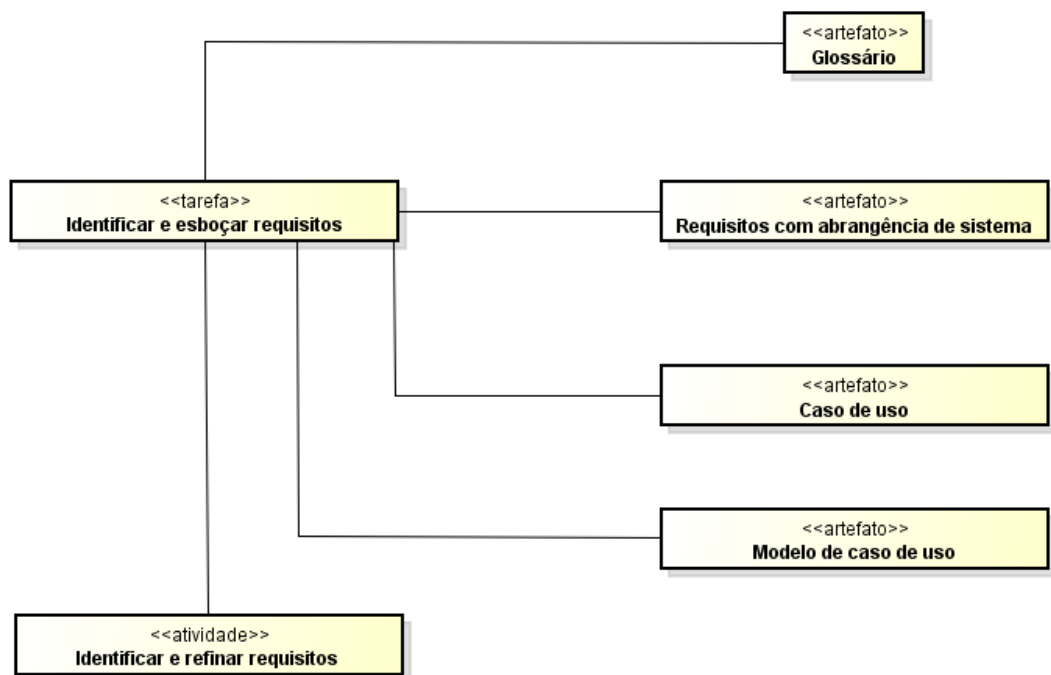 <<artefato>>
Glossário
<<tarefa>>
Identificar e esboçar requisitos
<<artefato>>
Requisitos com abrangência de sistema
<<artefato>>
Caso de uso
<<artefato>>
Modelo de caso de uso
<<atividade>>
Identificar e refinar requisitos